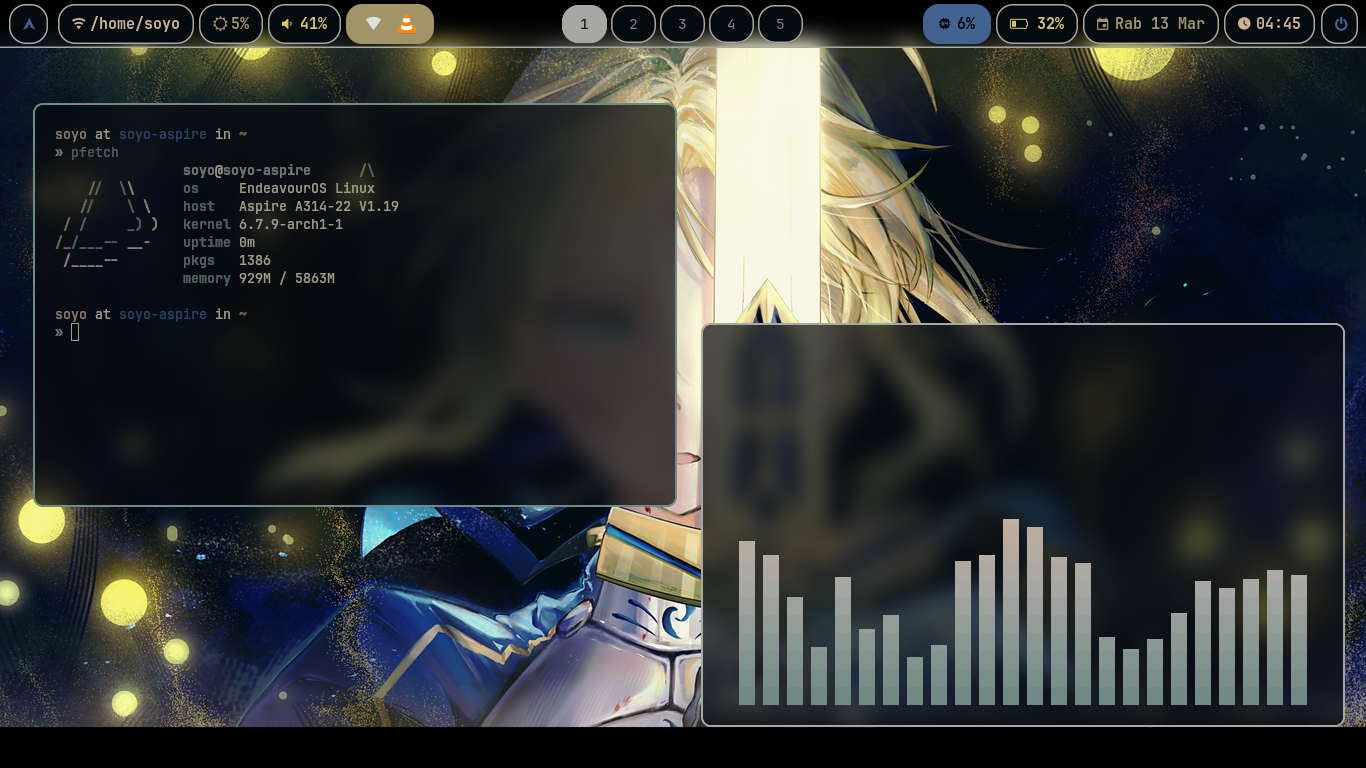 /home/soyo 5% 41% 1 2 3 4 5 6% 32% Rab 13 Mar 04:45
soyo at soyo-aspire in ~
» pfetch
soyo@soyo-aspire
os EndeavourOS Linux
host Aspire A314-22 V1.19
kernel 6.7.9-arch1-1
uptime 0m
pkgs 1386
memory 929M / 5863M
soyo at soyo-aspire in ~
»